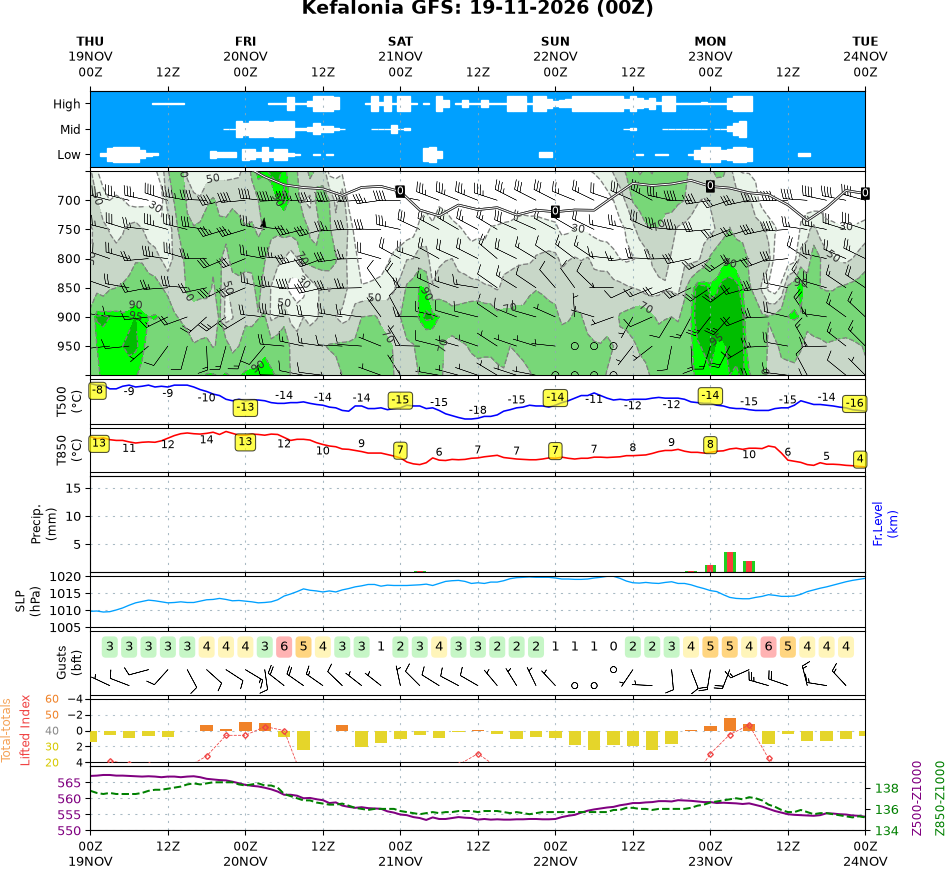 Kefalonia GFS: 19-11-2026 (00Z)
THU FRI SAT SUN MON TUE
19NOV 20NOV 21NOV 22NOV 23NOV 24NOV
00Z 12Z 00Z 12Z 00Z 12Z 00Z 12Z 00Z 12Z 00Z
High
Mid
Low
700
750
800
850
900
950
50 30 50 0 0 0 0 30 30
50 50 70 90 90 95 90
T500 (°C)
-8 -9 -9 -10 -13 -14 -14 -14 -15 -15 -18 -15 -14 -11 -12 -12 -14 -15 -15 -14 -16
T850 (°C)
13 11 12 14 13 12 10 9 7 6 7 7 7 7 8 9 8 10 6 5 4
Precip. (mm)
15
10
5
Fr.Level (km)
SLP (hPa)
1020
1015
1010
1005
Gusts (bft)
3 3 3 3 3 4 4 4 3 6 5 4 3 3 1 2 3 4 3 3 2 2 2 1 1 1 0 2 2 3 4 5 5 4 6 5 4 4 4
Total-totals
Lifted Index
60 −4
50 −2
40 0
30 2
20 4
565
560
555
550
138
136
134
Z500-Z1000
Z850-Z1000
00Z 12Z 00Z 12Z 00Z 12Z 00Z 12Z 00Z 12Z 00Z
19NOV 20NOV 21NOV 22NOV 23NOV 24NOV